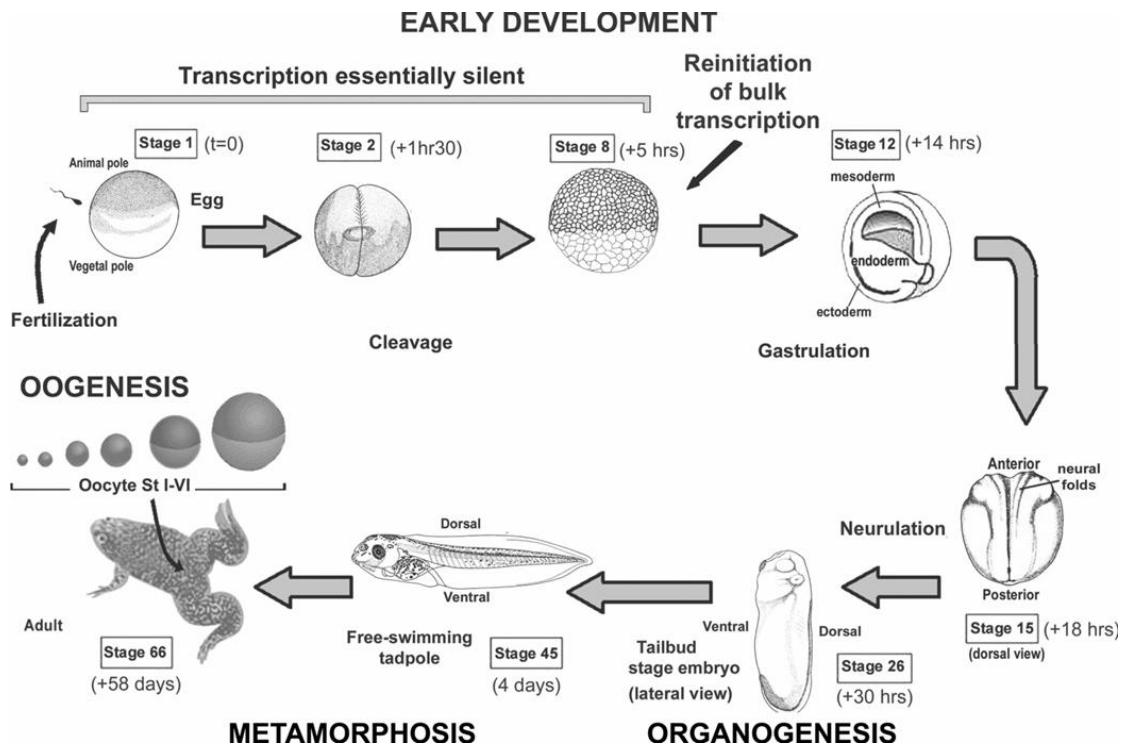 EARLY DEVELOPMENT
Transcription essentially silent
Reinitiation
of bulk
transcription
Stage 1 (t=0)
Stage 2 (+1hr30)
Stage 8 (+5 hrs)
Stage 12 (+14 hrs)
Animal pole
Egg
Vegetal pole
Fertilization
Cleavage
mesoderm
endoderm
ectoderm
Gastrulation
Anterior
neural
folds
Neurulation
Posterior
Stage 15 (+18 hrs)
(dorsal view)
Ventral
Dorsal
Tailbud
stage embryo
(lateral view)
Stage 26
(+30 hrs)
ORGANOGENESIS
Dorsal
Ventral
Free-swimming
tadpole
Stage 45
(4 days)
METAMORPHOSIS
OOGENESIS
Oocyte St I-VI
Adult
Stage 66
(+58 days)